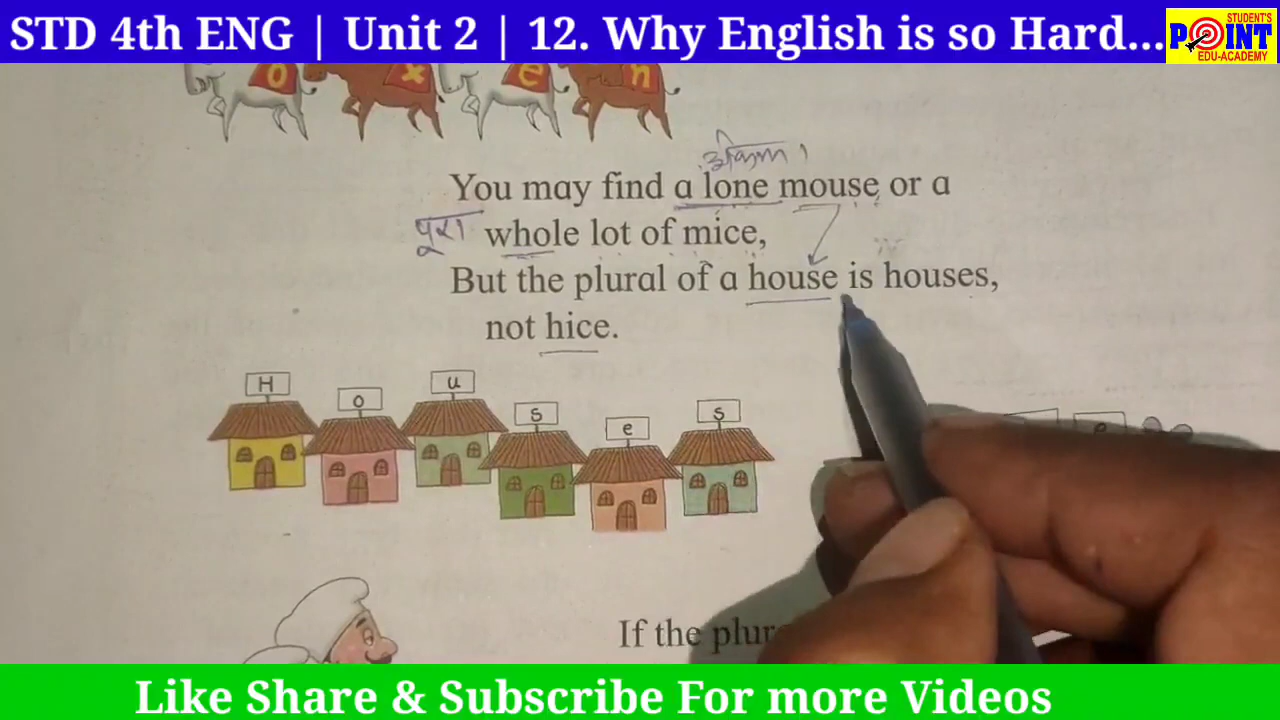 STD 4th ENG | Unit 2 | 12. Why English is so Hard...
STUDENT'S
POINT
EDU-ACADEMY
o x e n
You may find a lone mouse or a
पूरा whole lot of mice,
But the plural of a house is houses,
not hice.
H o u s e s
If the plur
Like Share & Subscribe For more Videos